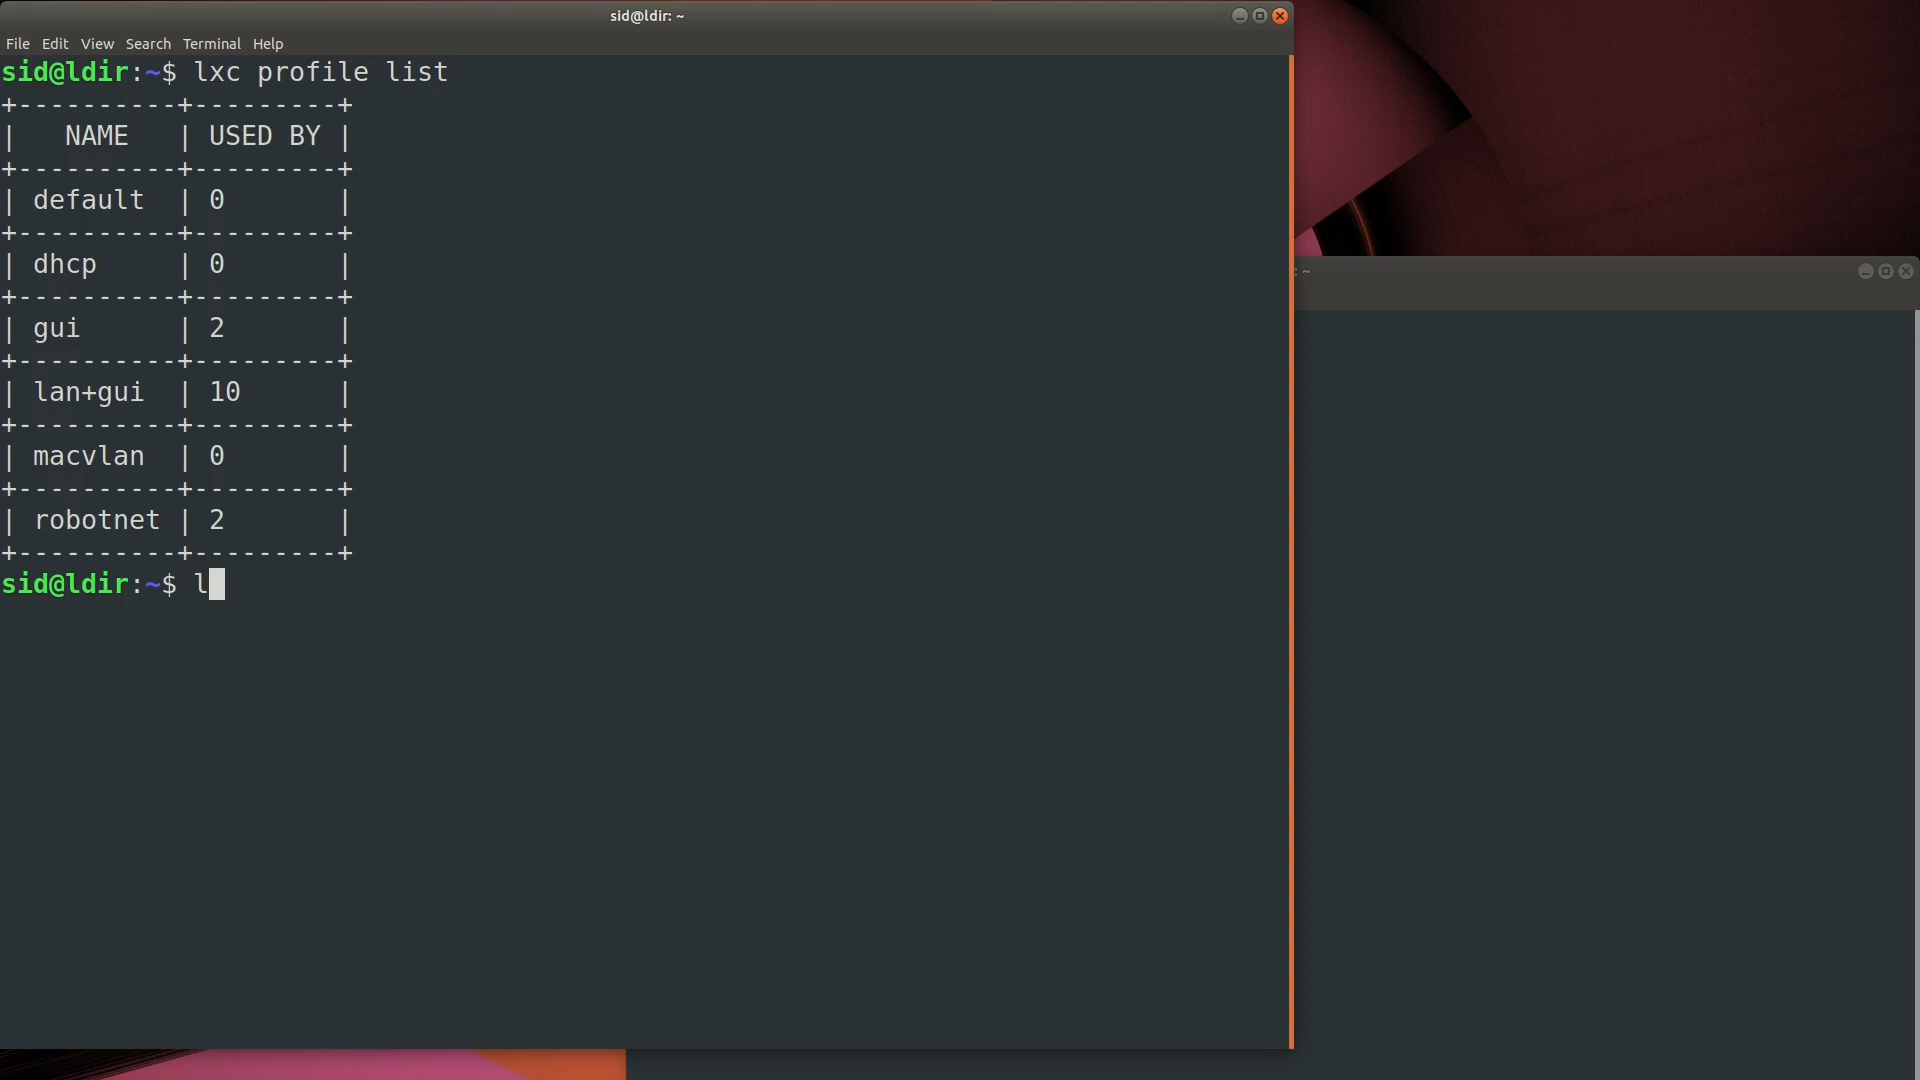 sid@ldir: ~
File Edit View Search Terminal Help
sid@ldir:~$ lxc profile list
+----------+---------+
|   NAME   | USED BY |
+----------+---------+
| default  | 0       |
+----------+---------+
| dhcp     | 0       |
+----------+---------+
| gui      | 2       |
+----------+---------+
| lan+gui  | 10      |
+----------+---------+
| macvlan  | 0       |
+----------+---------+
| robotnet | 2       |
+----------+---------+
sid@ldir:~$ l
: ~